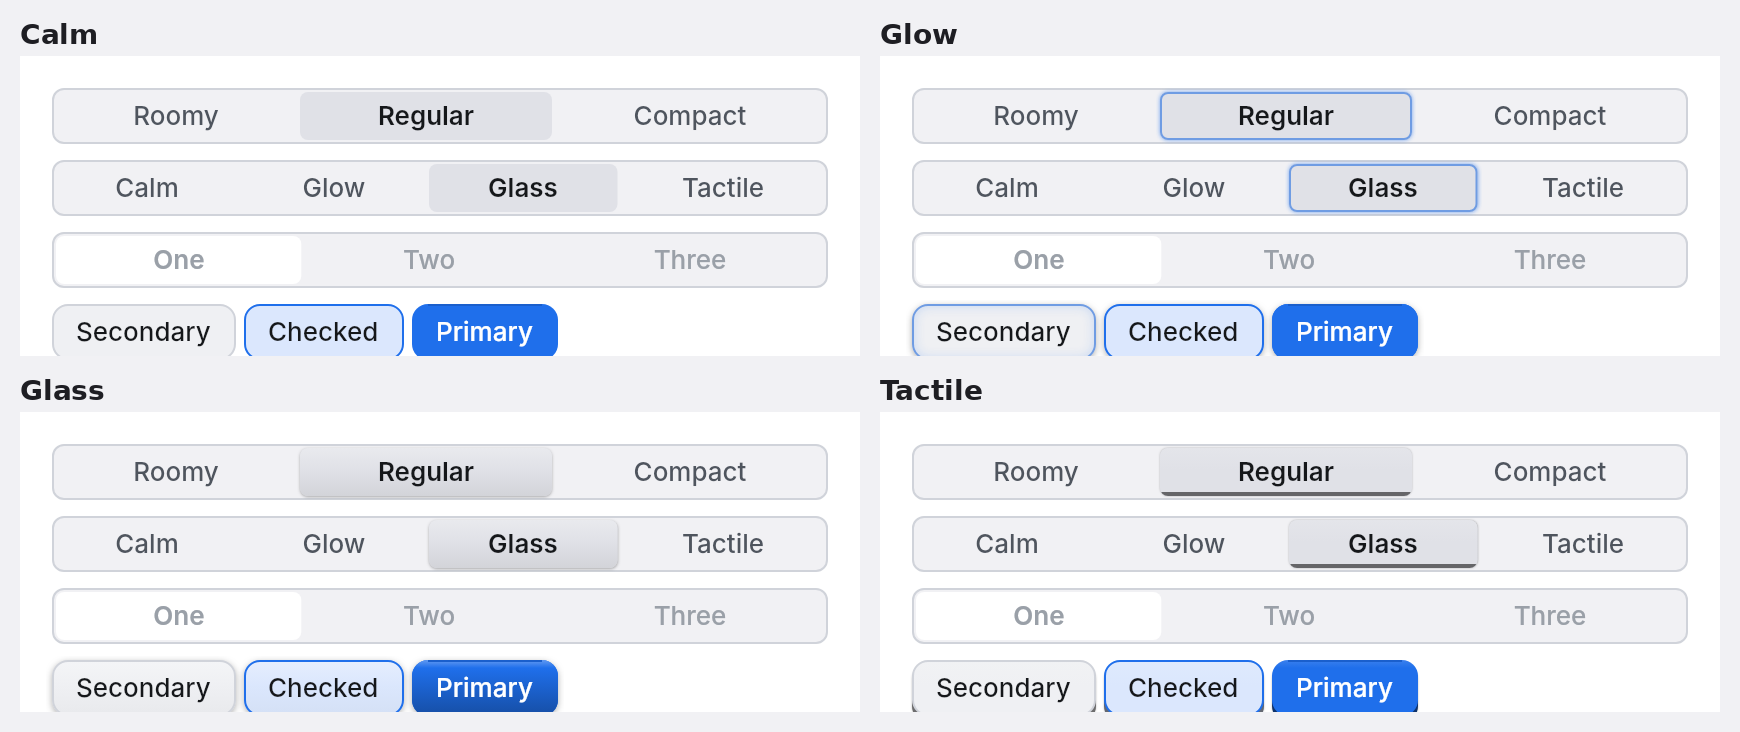 Calm
Roomy Regular Compact
Calm Glow Glass Tactile
One Two Three
Secondary Checked Primary
Glow
Roomy Regular Compact
Calm Glow Glass Tactile
One Two Three
Secondary Checked Primary
Glass
Roomy Regular Compact
Calm Glow Glass Tactile
One Two Three
Secondary Checked Primary
Tactile
Roomy Regular Compact
Calm Glow Glass Tactile
One Two Three
Secondary Checked Primary